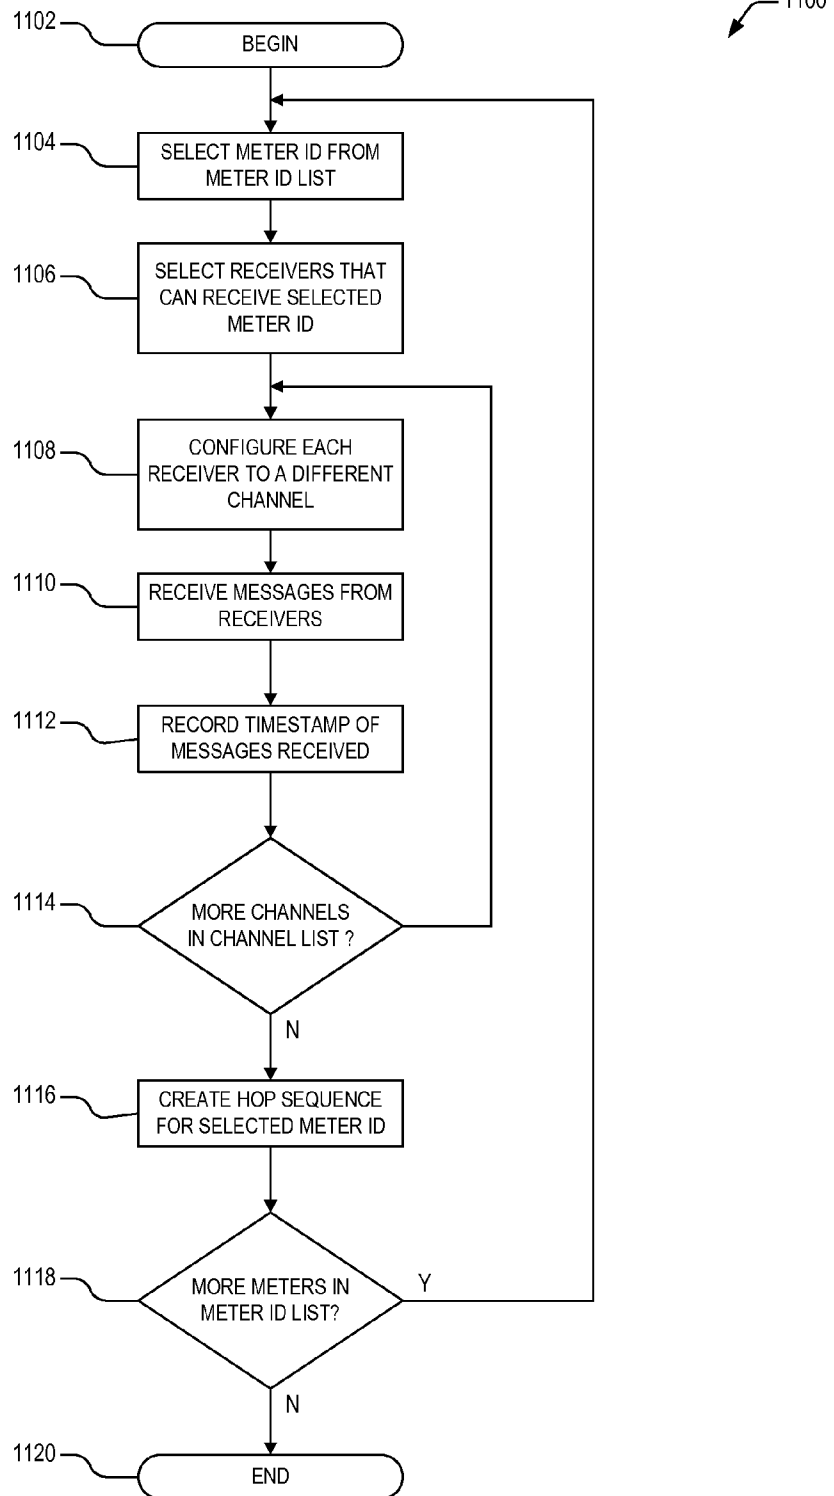 1100
1102
BEGIN
1104
SELECT METER ID FROM
METER ID LIST
1106
SELECT RECEIVERS THAT
CAN RECEIVE SELECTED
METER ID
1108
CONFIGURE EACH
RECEIVER TO A DIFFERENT
CHANNEL
1110
RECEIVE MESSAGES FROM
RECEIVERS
1112
RECORD TIMESTAMP OF
MESSAGES RECEIVED
1114
MORE CHANNELS
IN CHANNEL LIST ?
N
1116
CREATE HOP SEQUENCE
FOR SELECTED METER ID
1118
MORE METERS IN
METER ID LIST?
Y
N
1120
END